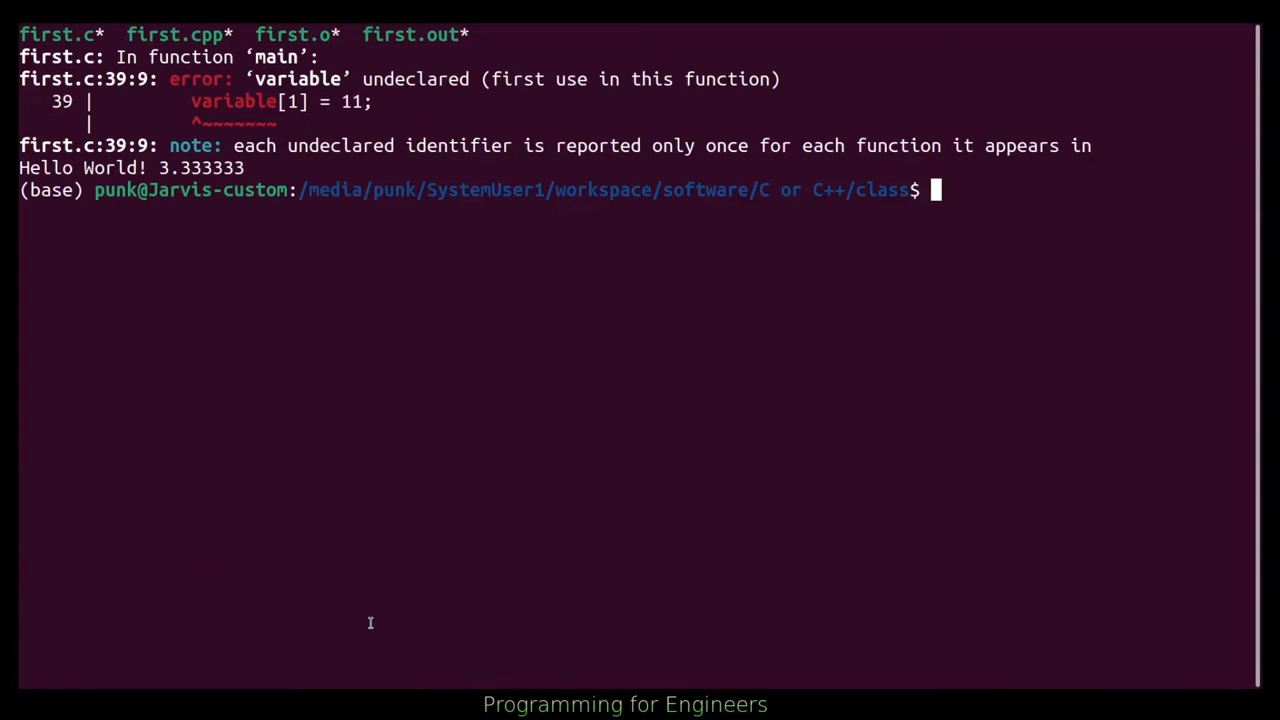 first.c*  first.cpp*  first.o*  first.out*
first.c: In function ‘main’:
first.c:39:9: error: ‘variable’ undeclared (first use in this function)
   39 |         variable[1] = 11;
      |         ^~~~~~~~
first.c:39:9: note: each undeclared identifier is reported only once for each function it appears in
Hello World! 3.333333
(base) punk@Jarvis-custom:/media/punk/SystemUser1/workspace/software/C or C++/class$
Programming for Engineers